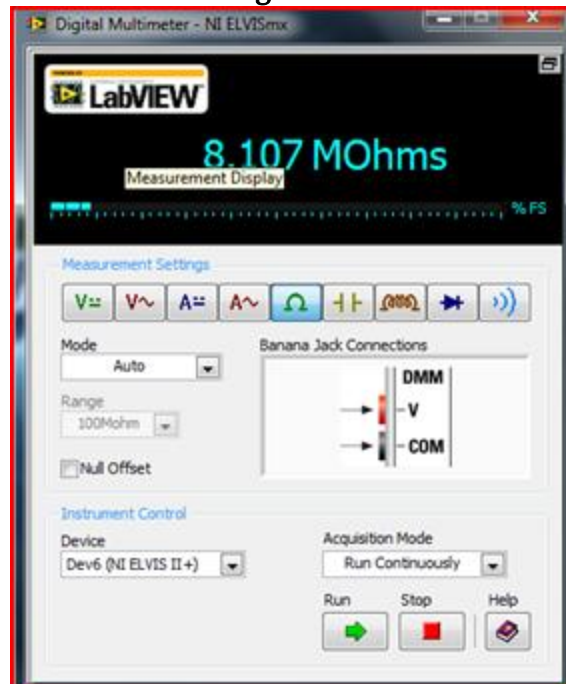 Digital Multimeter - NI ELVISmx
LabVIEW
8.107 MOhms
Measurement Display
% FS
Measurement Settings
V= V~ A= A~ Ω
Mode
Banana Jack Connections
Auto
DMM
Range
V
100Mohm
COM
Null Offset
Instrument Control
Device
Acquisition Mode
Dev6 (NI ELVIS II+)
Run Continuously
Run Stop Help